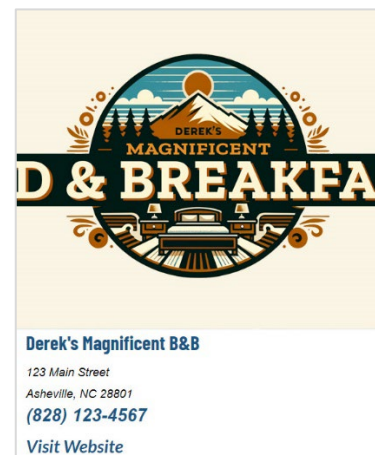 DEREK'S
MAGNIFICENT
D & BREAKFA
Derek's Magnificent B&B
123 Main Street
Asheville, NC 28801
(828) 123-4567
Visit Website